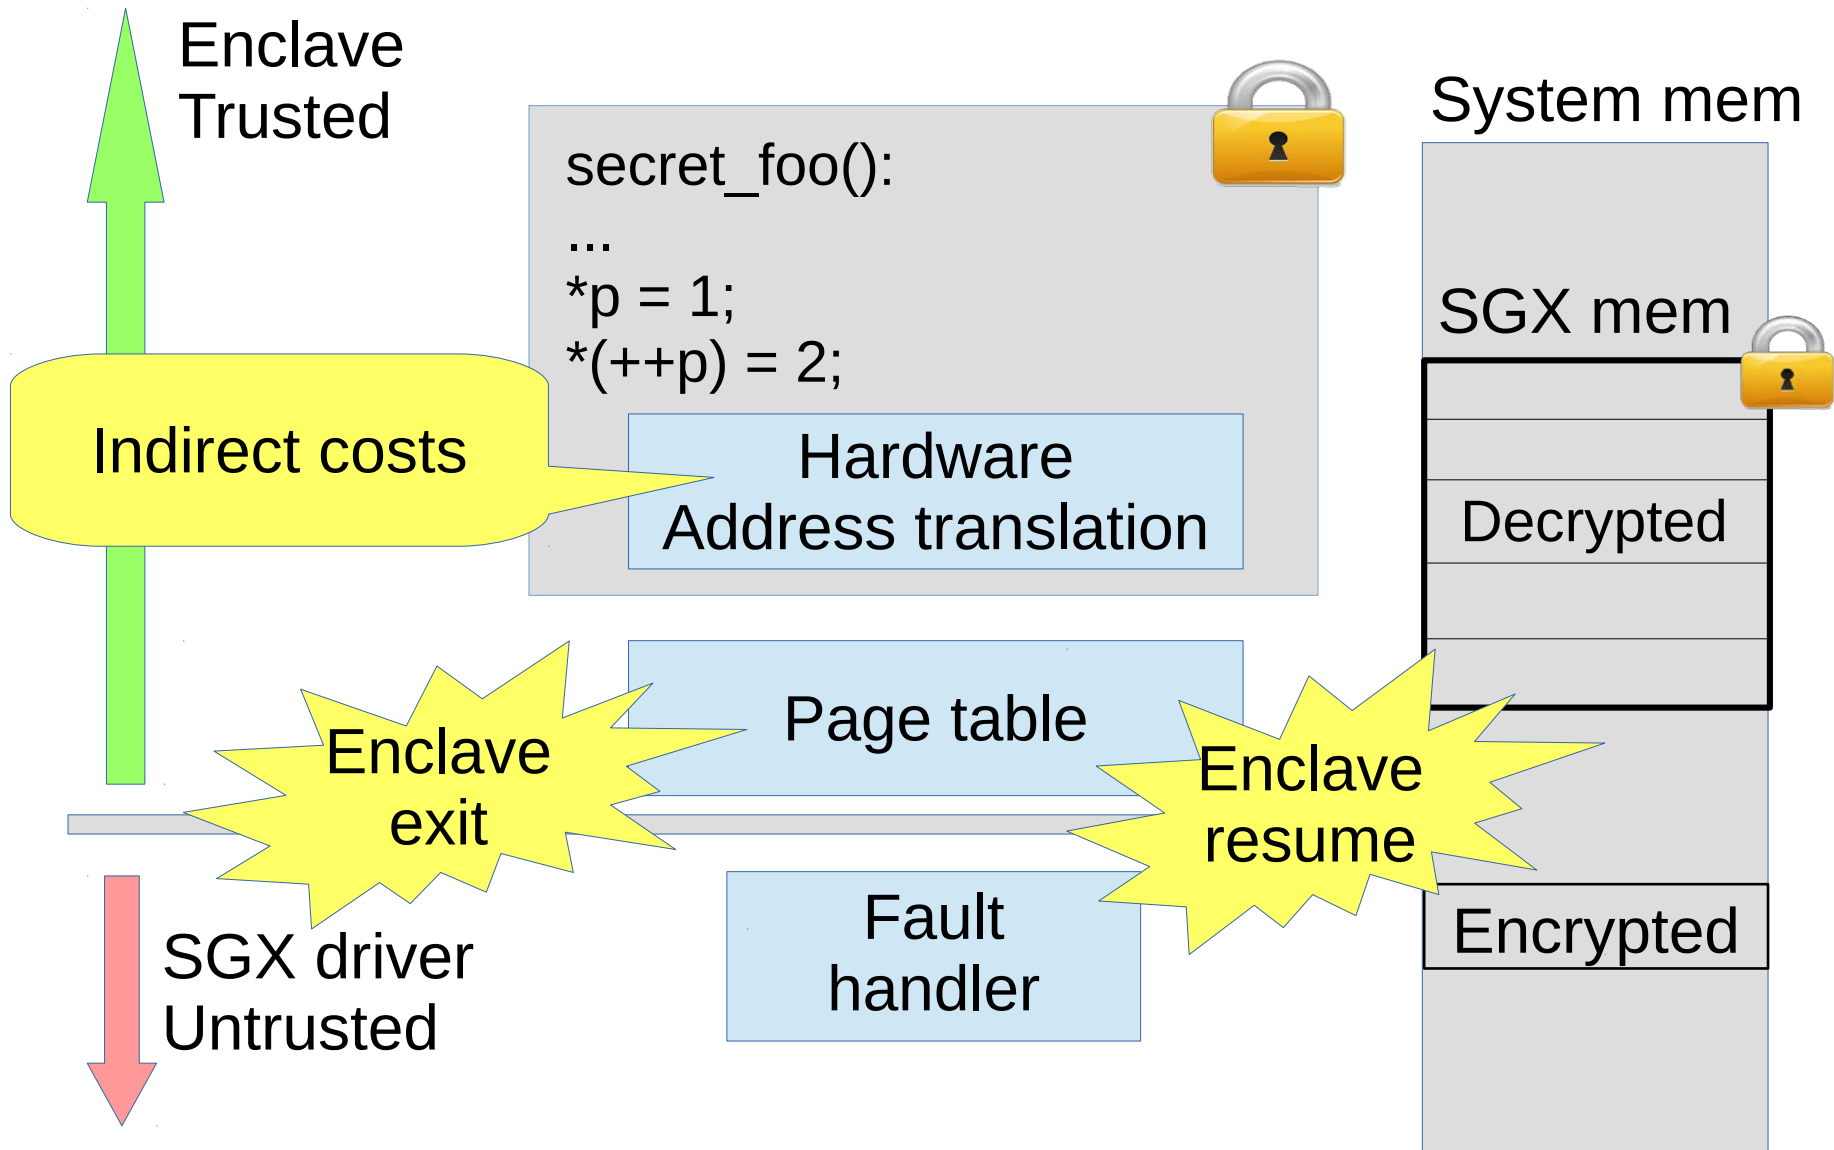 Enclave
Trusted
System mem
secret_foo():
...
*p = 1;
*(++p) = 2;
SGX mem
Indirect costs
Hardware
Address translation
Decrypted
Page table
Enclave
exit
Enclave
resume
Fault
handler
Encrypted
SGX driver
Untrusted